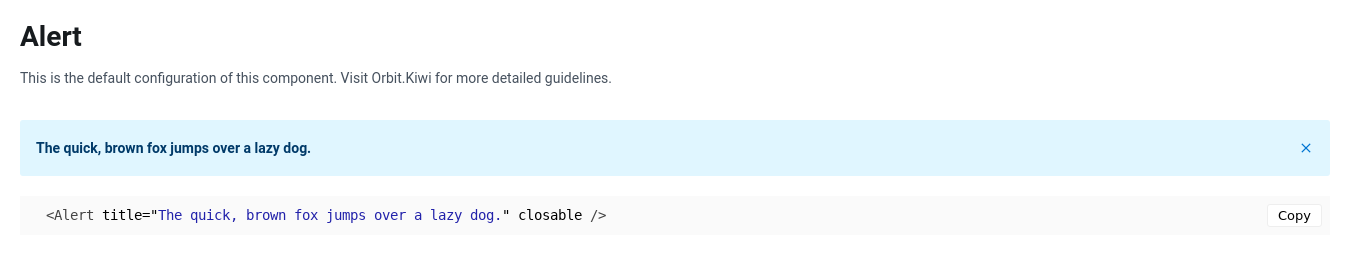 Alert
This is the default configuration of this component. Visit Orbit.Kiwi for more detailed guidelines.
The quick, brown fox jumps over a lazy dog.
<Alert title="The quick, brown fox jumps over a lazy dog." closable />
Copy